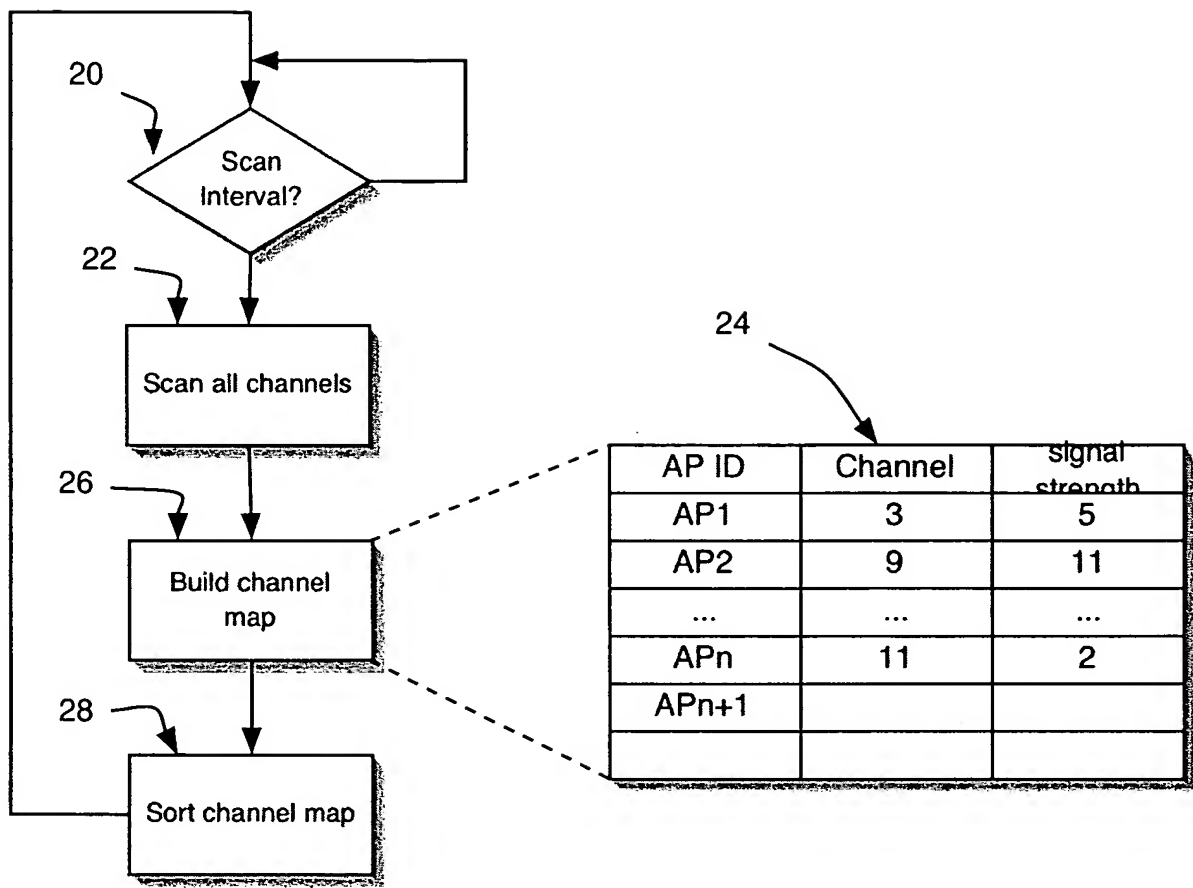 20
Scan
Interval?
22
Scan all channels
24
26
Build channel
map
AP ID Channel signal
strength
AP1 3 5
AP2 9 11
... ... ...
APn 11 2
APn+1
28
Sort channel map